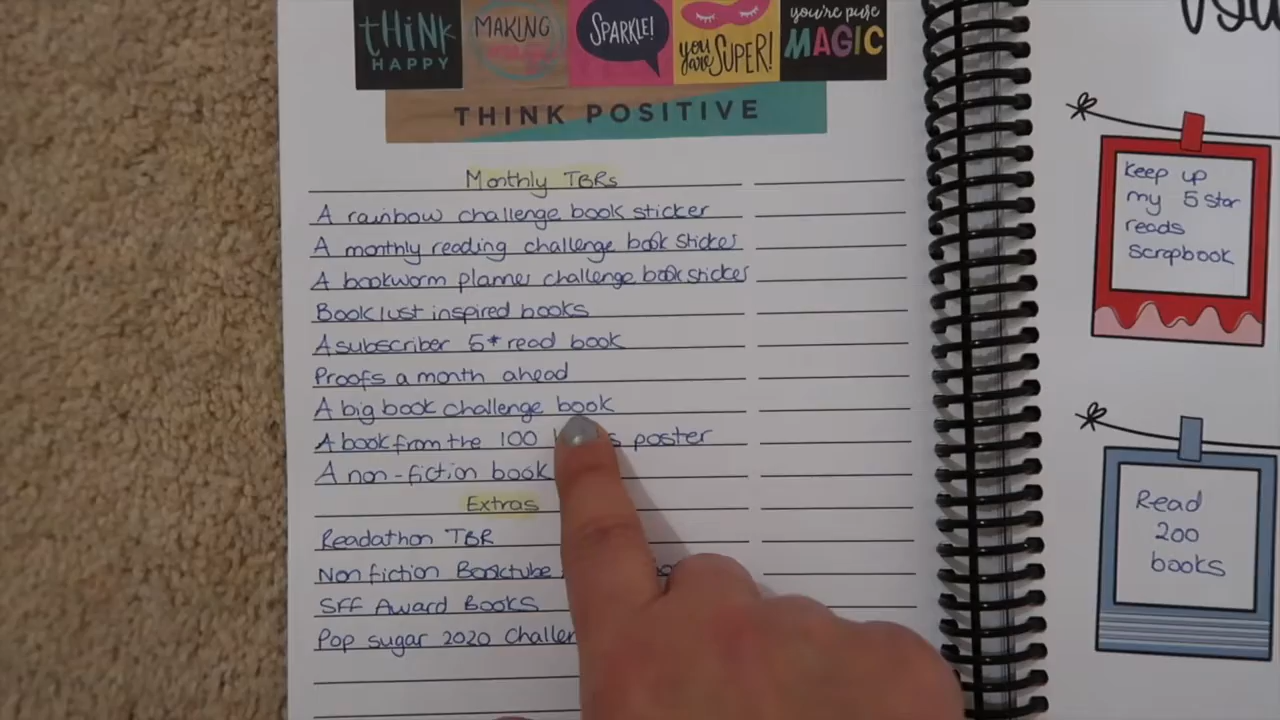 THINK
HAPPY
MAKING
SPARKLE!
you are SUPER!
you're pure
MAGIC
THINK POSITIVE
Monthly TBRs
A rainbow challenge book sticker
A monthly reading challenge book sticker
A bookworm planner challenge book sticker
Book lust inspired books
A subscriber 5* read book
Proofs a month ahead
A big book challenge book
A book from the 100 poster
A non-fiction book
Extras
Readathon TBR
Non fiction Booktube
SFF Award Books
Pop sugar 2020 Challen
Keep up
my 5 star
reads
scrapbook
Read
200
books